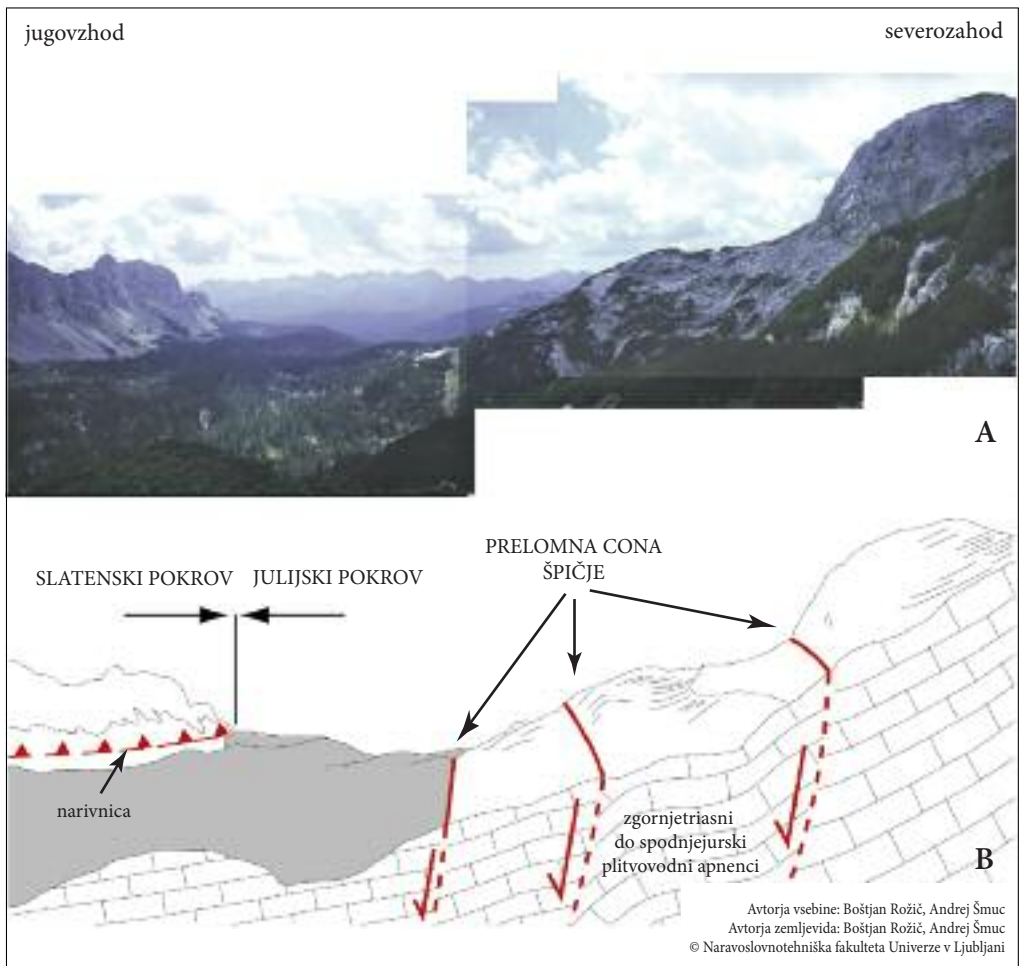 jugovzhod
severozahod
A
PRELOMNA CONA
ŠPIČJE
SLATENSKI POKROV
JULIJSKI POKROV
narivnica
zgornjetriasni
do spodnjejurski
plitvovodni apnenci
B
Avtorja vsebine: Boštjan Rožič, Andrej Šmuc
Avtorja zemljevida: Boštjan Rožič, Andrej Šmuc
© Naravoslovnotehniška fakulteta Univerze v Ljubljani